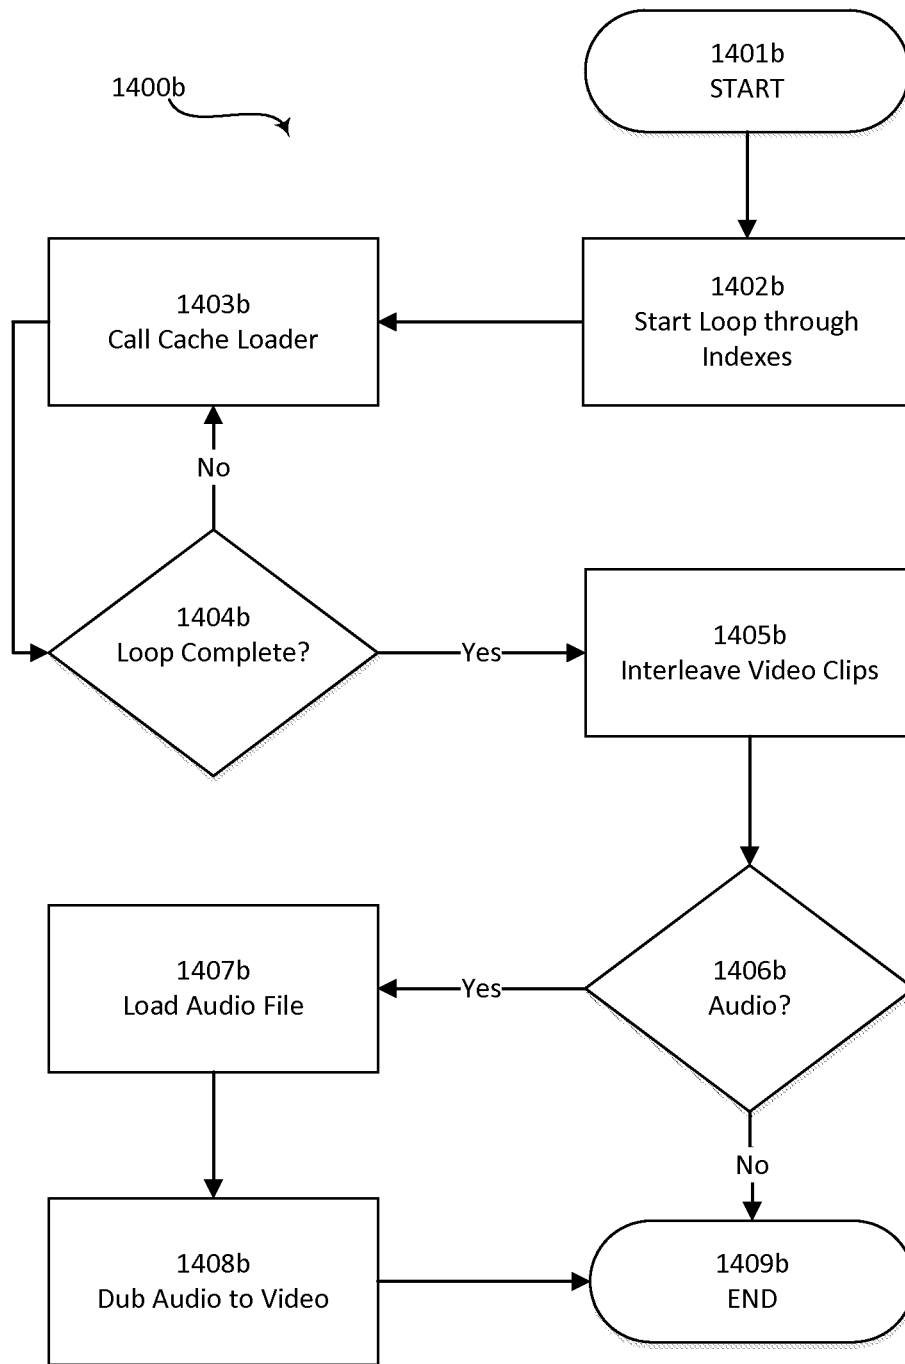 1400b
1401b
START
1402b
Start Loop through
Indexes
1403b
Call Cache Loader
No
1404b
Loop Complete?
Yes
1405b
Interleave Video Clips
1406b
Audio?
Yes
1407b
Load Audio File
No
1408b
Dub Audio to Video
1409b
END